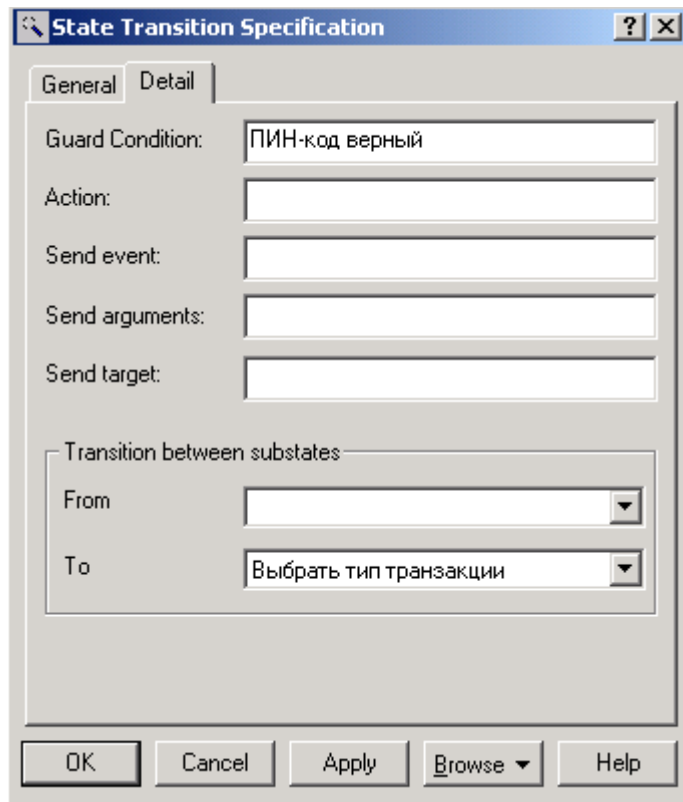 State Transition Specification
General Detail
Guard Condition: ПИН-код верный
Action:
Send event:
Send arguments:
Send target:
Transition between substates
From
To Выбрать тип транзакции
OK Cancel Apply Browse Help